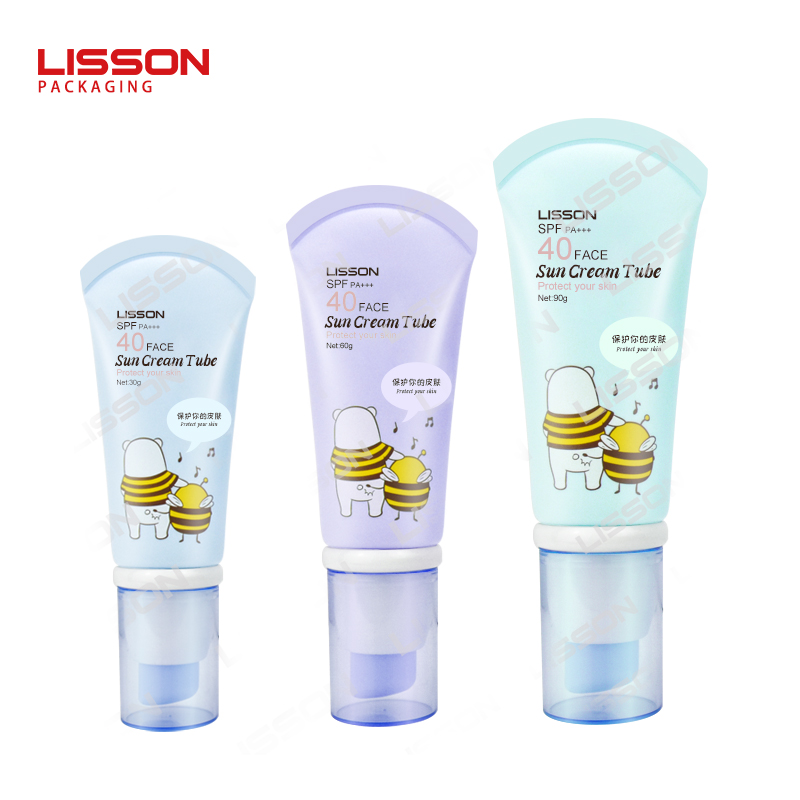 LISSON
PACKAGING
LISSON
SPF PA+++
40 FACE
Sun Cream Tube
Protect your skin
Net:30g
保护你的皮肤
Protect your skin
LISSON
SPF PA+++
40 FACE
Sun Cream Tube
Protect your skin
Net:60g
保护你的皮肤
Protect your skin
LISSON
SPF PA+++
40 FACE
Sun Cream Tube
Protect your skin
Net:90g
保护你的皮肤
Protect your skin